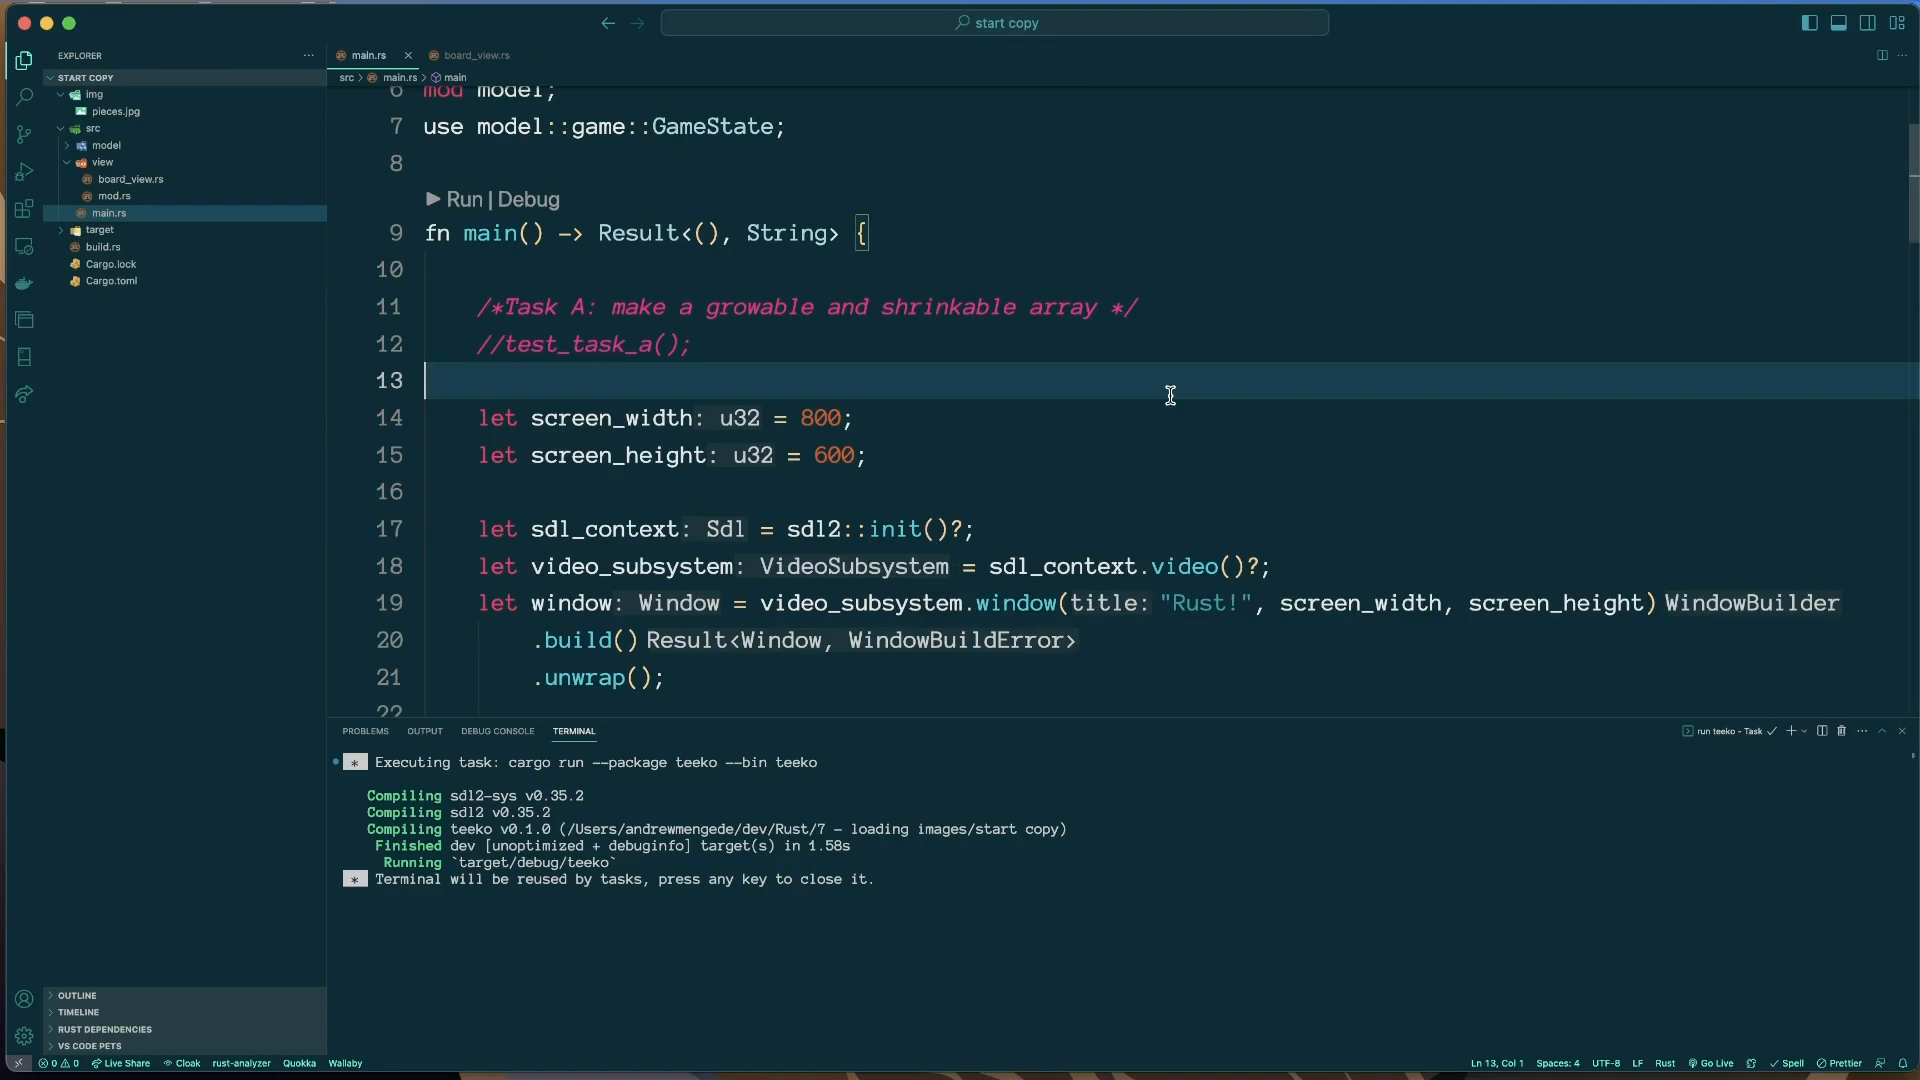 start copy
EXPLORER
main.rs
board_view.rs
START COPY
src > main.rs > main
img
pieces.jpg
src
model
view
board_view.rs
mod.rs
main.rs
target
build.rs
Cargo.lock
Cargo.toml
6 mod model;
7 use model::game::GameState;
8
Run | Debug
9 fn main() -> Result<(), String> {
10
11 /*Task A: make a growable and shrinkable array */
12 //test_task_a();
13
14 let screen_width: u32 = 800;
15 let screen_height: u32 = 600;
16
17 let sdl_context: Sdl = sdl2::init()?;
18 let video_subsystem: VideoSubsystem = sdl_context.video()?;
19 let window: Window = video_subsystem.window(title: "Rust!", screen_width, screen_height) WindowBuilder
20 .build() Result<Window, WindowBuildError>
21 .unwrap();
22
PROBLEMS OUTPUT DEBUG CONSOLE TERMINAL
run teeko - Task
* Executing task: cargo run --package teeko --bin teeko
Compiling sdl2-sys v0.35.2
Compiling sdl2 v0.35.2
Compiling teeko v0.1.0 (/Users/andrewmengede/dev/Rust/7 - loading images/start copy)
Finished dev [unoptimized + debuginfo] target(s) in 1.58s
Running `target/debug/teeko`
* Terminal will be reused by tasks, press any key to close it.
OUTLINE
TIMELINE
RUST DEPENDENCIES
VS CODE PETS
0 0 Live Share Cloak rust-analyzer Quokka Wallaby
Ln 13, Col 1 Spaces: 4 UTF-8 LF Rust Go Live Spell Prettier